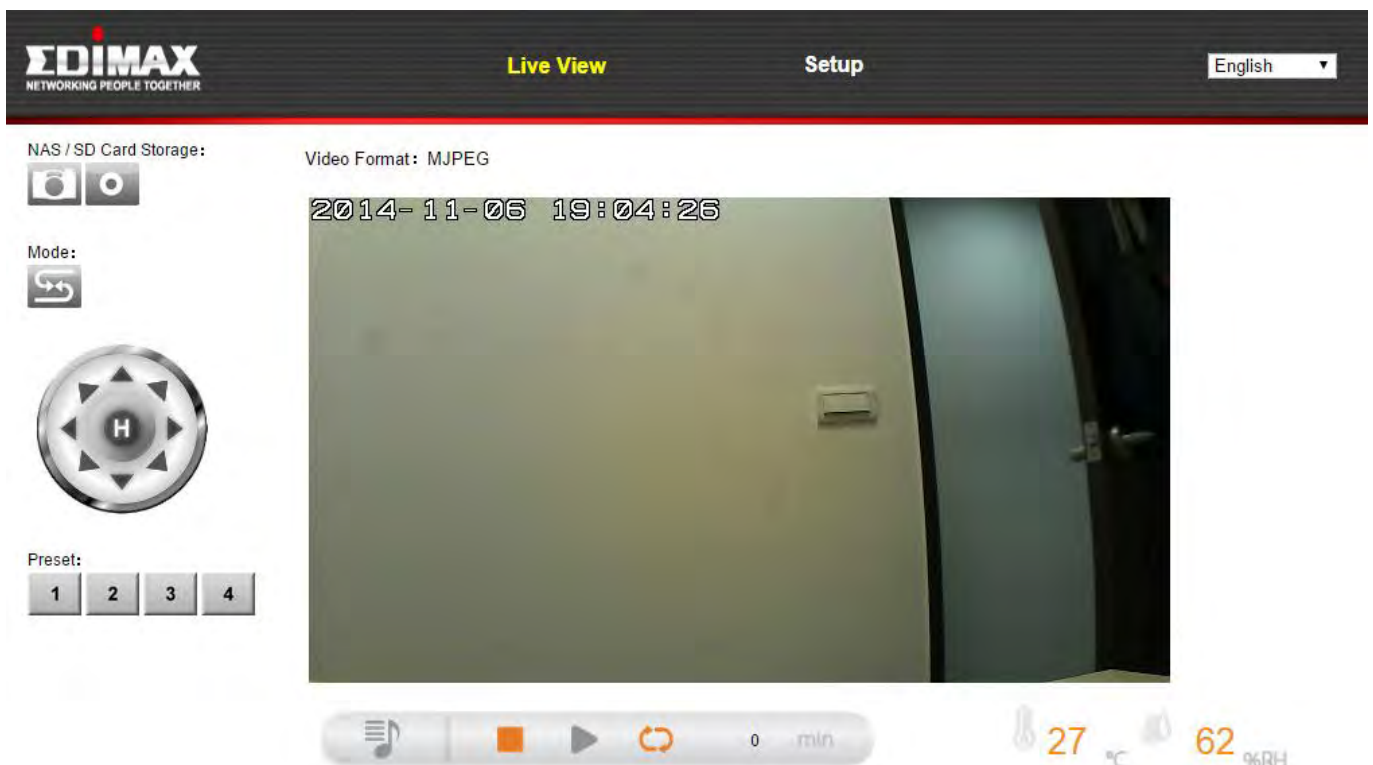 EDIMAX
NETWORKING PEOPLE TOGETHER
Live View
Setup
English
NAS / SD Card Storage:
Video Format: MJPEG
2014-11-06 19:04:26
Mode:
H
Preset:
1 2 3 4
0 min
27 °C
62 %RH